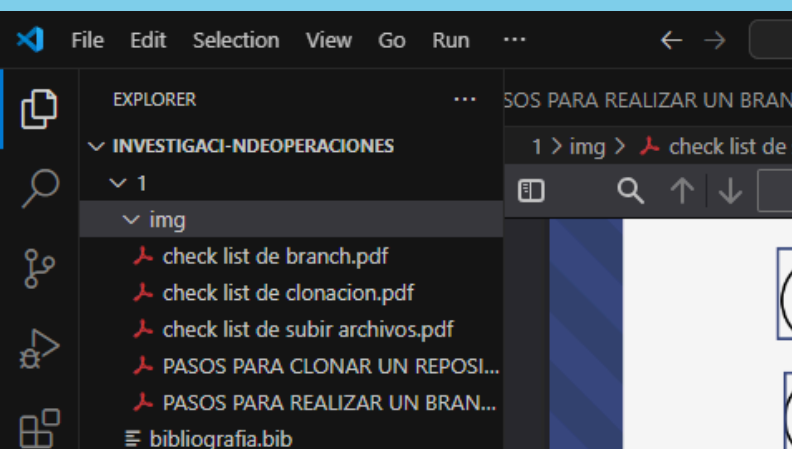 File Edit Selection View Go Run ...
EXPLORER ...
INVESTIGACI-NDEOPERACIONES
1
img
check list de branch.pdf
check list de clonacion.pdf
check list de subir archivos.pdf
PASOS PARA CLONAR UN REPOSI...
PASOS PARA REALIZAR UN BRAN...
bibliografia.bib
SOS PARA REALIZAR UN BRAN
1 > img > check list de